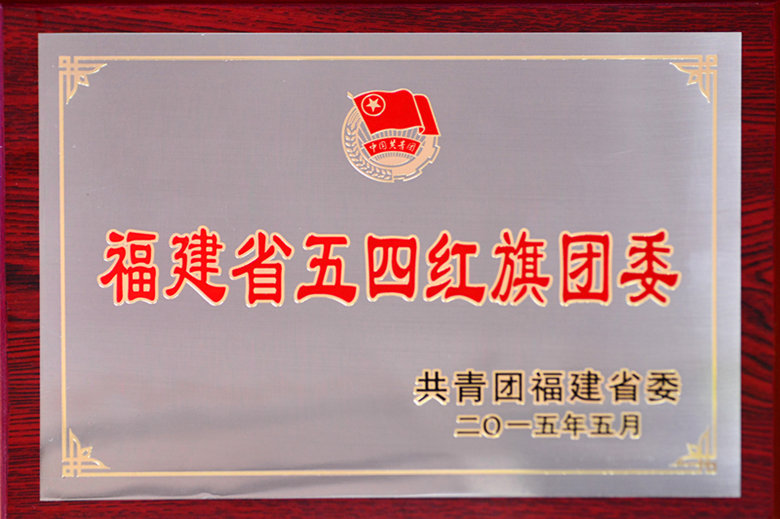 中国共青团
福建省五四红旗团委
共青团福建省委
二〇一五年五月